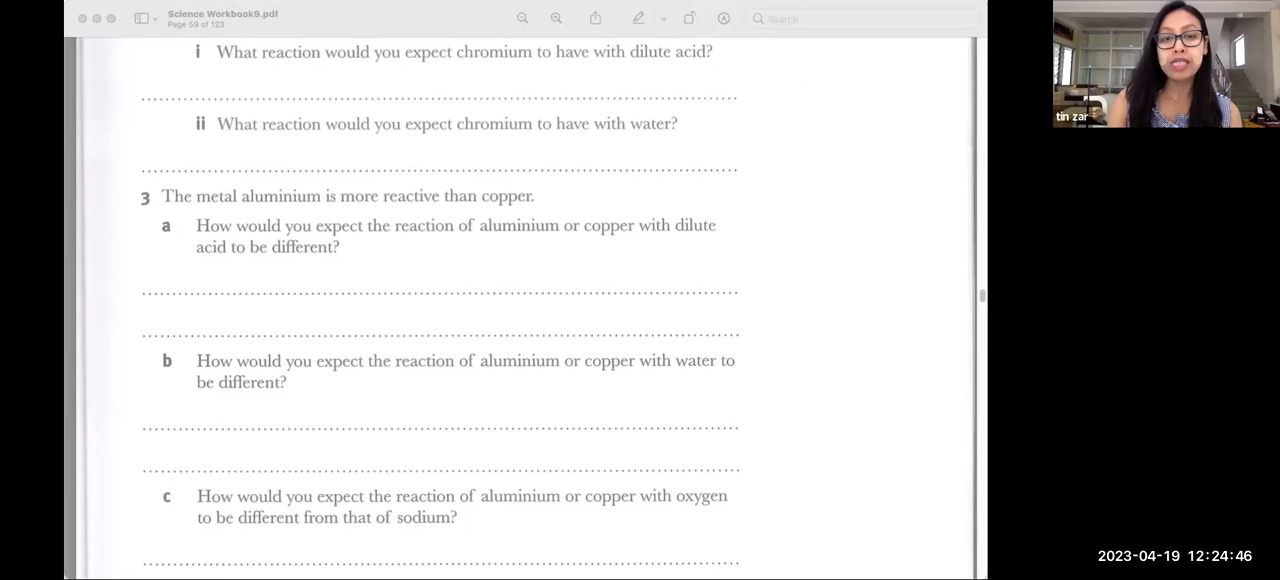 Science Workbook9.pdf
Page 59 of 123
Search
i What reaction would you expect chromium to have with dilute acid?
ii What reaction would you expect chromium to have with water?
3 The metal aluminium is more reactive than copper.
a How would you expect the reaction of aluminium or copper with dilute
acid to be different?
b How would you expect the reaction of aluminium or copper with water to
be different?
c How would you expect the reaction of aluminium or copper with oxygen
to be different from that of sodium?
tin zar
2023-04-19 12:24:46